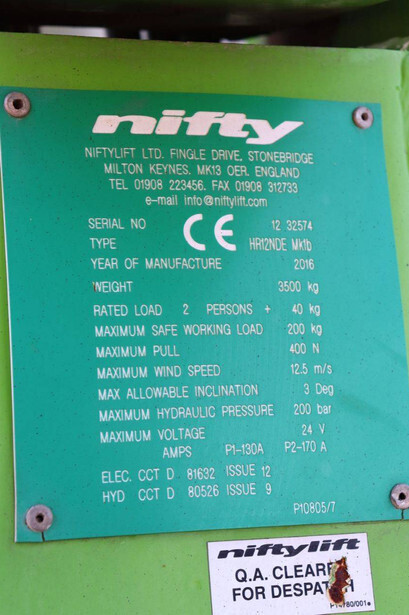 nifty
NIFTYLIFT LTD. FINGLE DRIVE, STONEBRIDGE
MILTON KEYNES. MK13 OER. ENGLAND
TEL 01908 223456. FAX 01908 312733
e-mail info@niftylift.com
SERIAL NO 12 32574
TYPE CE HR12NDE Mk1b
YEAR OF MANUFACTURE 2016
WEIGHT 3500 kg
RATED LOAD 2 PERSONS + 40 kg
MAXIMUM SAFE WORKING LOAD 200 kg
MAXIMUM PULL 400 N
MAXIMUM WIND SPEED 12.5 m/s
MAX ALLOWABLE INCLINATION 3 Deg
MAXIMUM HYDRAULIC PRESSURE 200 bar
MAXIMUM VOLTAGE 24 V
AMPS P1-130A P2-170 A
ELEC. CCT D 81632 ISSUE 12
HYD CCT D 80526 ISSUE 9
P10805/7
niftylift
Q.A. CLEARED
FOR DESPATCH